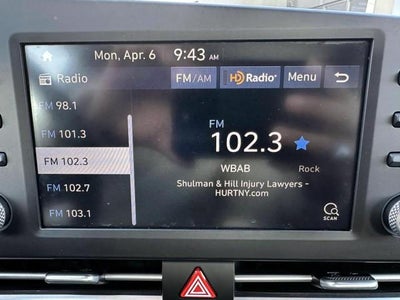 Mon, Apr. 6 9:43 AM
Radio FM/AM HD Radio Menu
FM 98.1
FM 101.3
FM 102.3
FM 102.7
FM 103.1
FM
102.3
WBAB Rock
Shulman & Hill Injury Lawyers -
HURTNY.com
SCAN